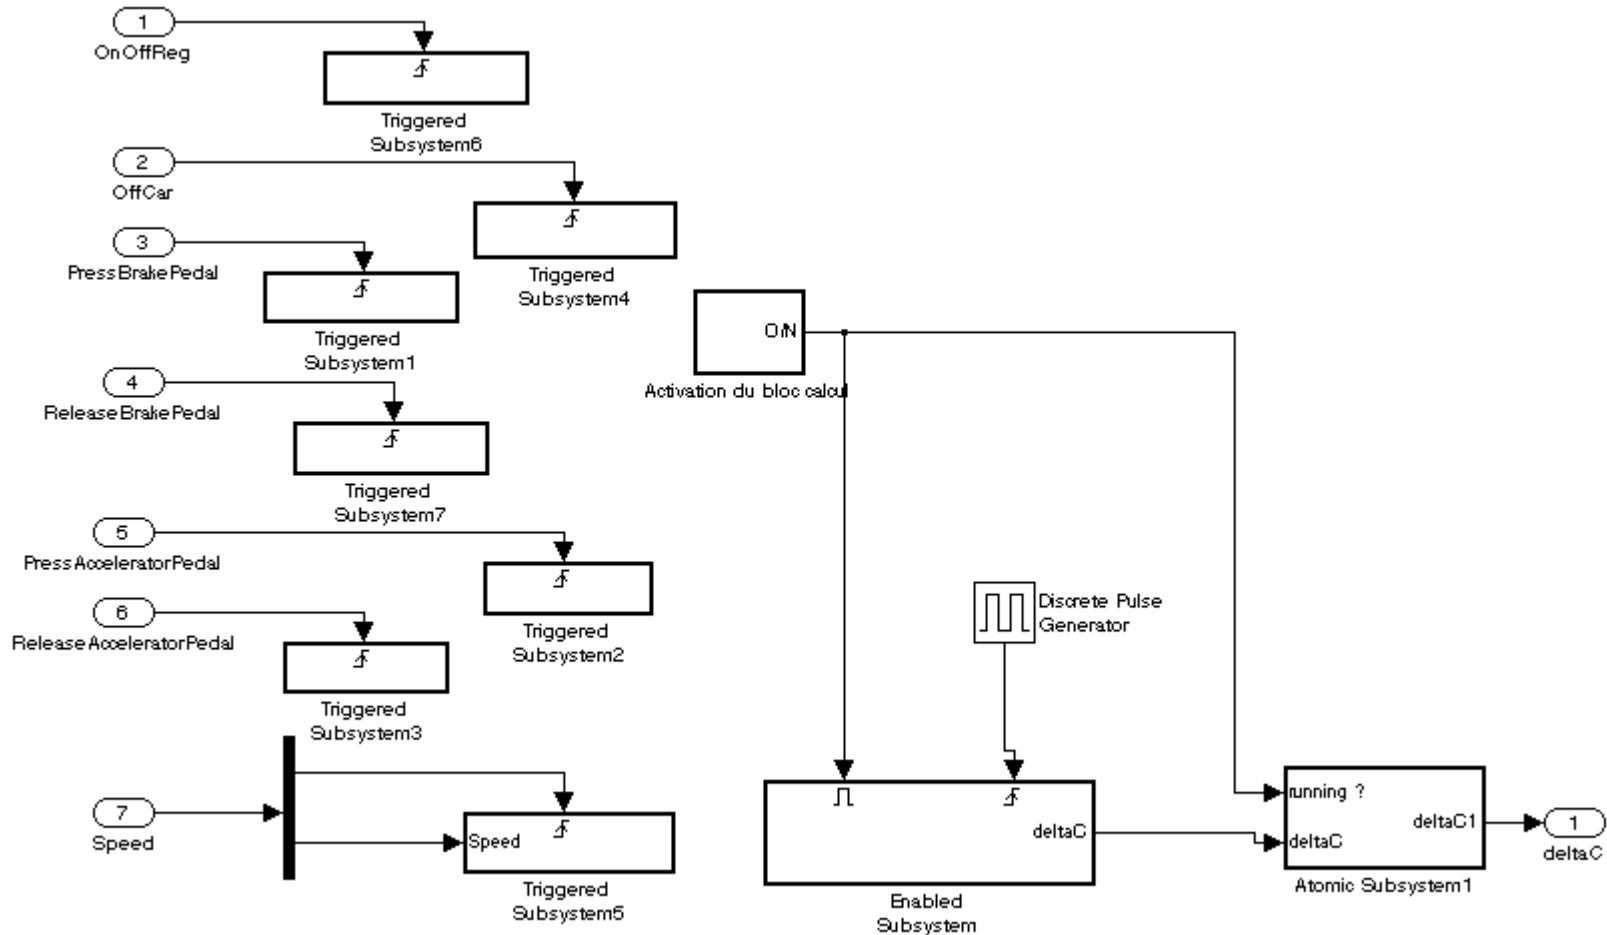 1
OnOffReg
Triggered
Subsystem6
2
OffCar
Triggered
Subsystem4
3
PressBrakePedal
Triggered
Subsystem1
O/N
Activation du bloc calcul
4
ReleaseBrakePedal
Triggered
Subsystem7
5
PressAcceleratorPedal
Triggered
Subsystem2
6
ReleaseAcceleratorPedal
Triggered
Subsystem3
Discrete Pulse
Generator
7
Speed
Speed
Triggered
Subsystem5
deltaC
Enabled
Subsystem
running ?
deltaC
deltaC1
Atomic Subsystem1
1
deltaC